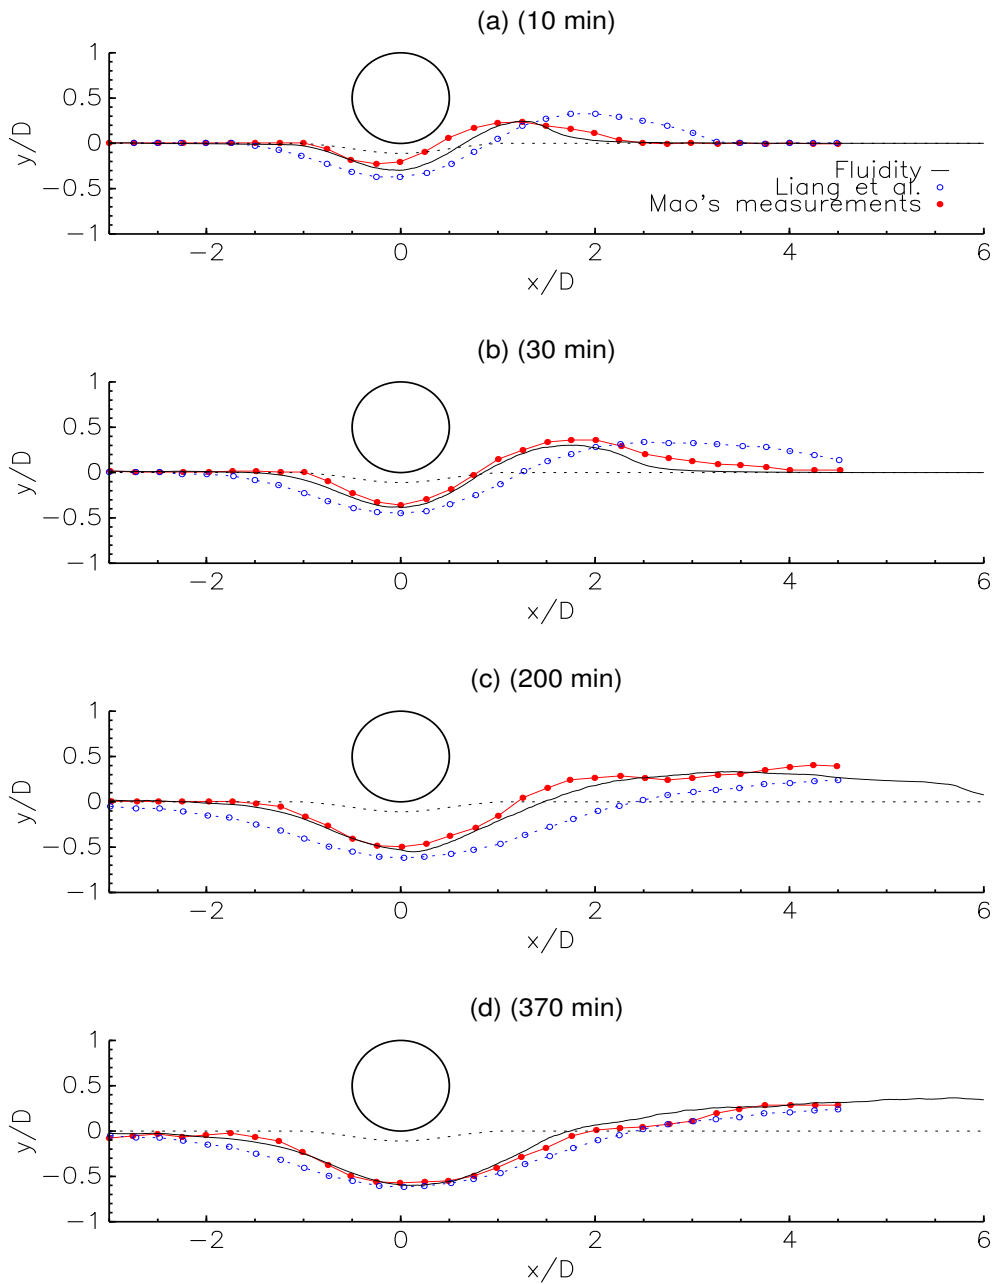 (a) (10 min)
1
0.5
0
−0.5
−1
y/D
Fluidity
Liang et al.
Mao's measurements
−2 0 2 4 6
x/D
(b) (30 min)
1
0.5
0
−0.5
−1
y/D
−2 0 2 4 6
x/D
(c) (200 min)
1
0.5
0
−0.5
−1
y/D
−2 0 2 4 6
x/D
(d) (370 min)
1
0.5
0
−0.5
−1
y/D
−2 0 2 4 6
x/D